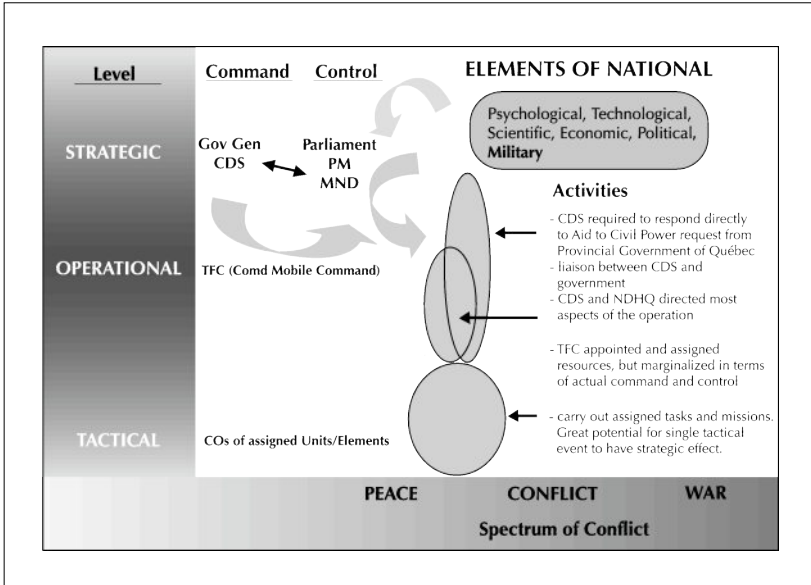 Level
Command Control
ELEMENTS OF NATIONAL
Psychological, Technological,
Scientific, Economic, Political,
Military
STRATEGIC
Gov Gen
CDS
Parliament
PM
MND
Activities
- CDS required to respond directly
to Aid to Civil Power request from
Provincial Government of Québec
- liaison between CDS and
government
- CDS and NDHQ directed most
aspects of the operation
OPERATIONAL
TFC (Comd Mobile Command)
- TFC appointed and assigned
resources, but marginalized in terms
of actual command and control
TACTICAL
COs of assigned Units/Elements
- carry out assigned tasks and missions.
Great potential for single tactical
event to have strategic effect.
PEACE CONFLICT WAR
Spectrum of Conflict